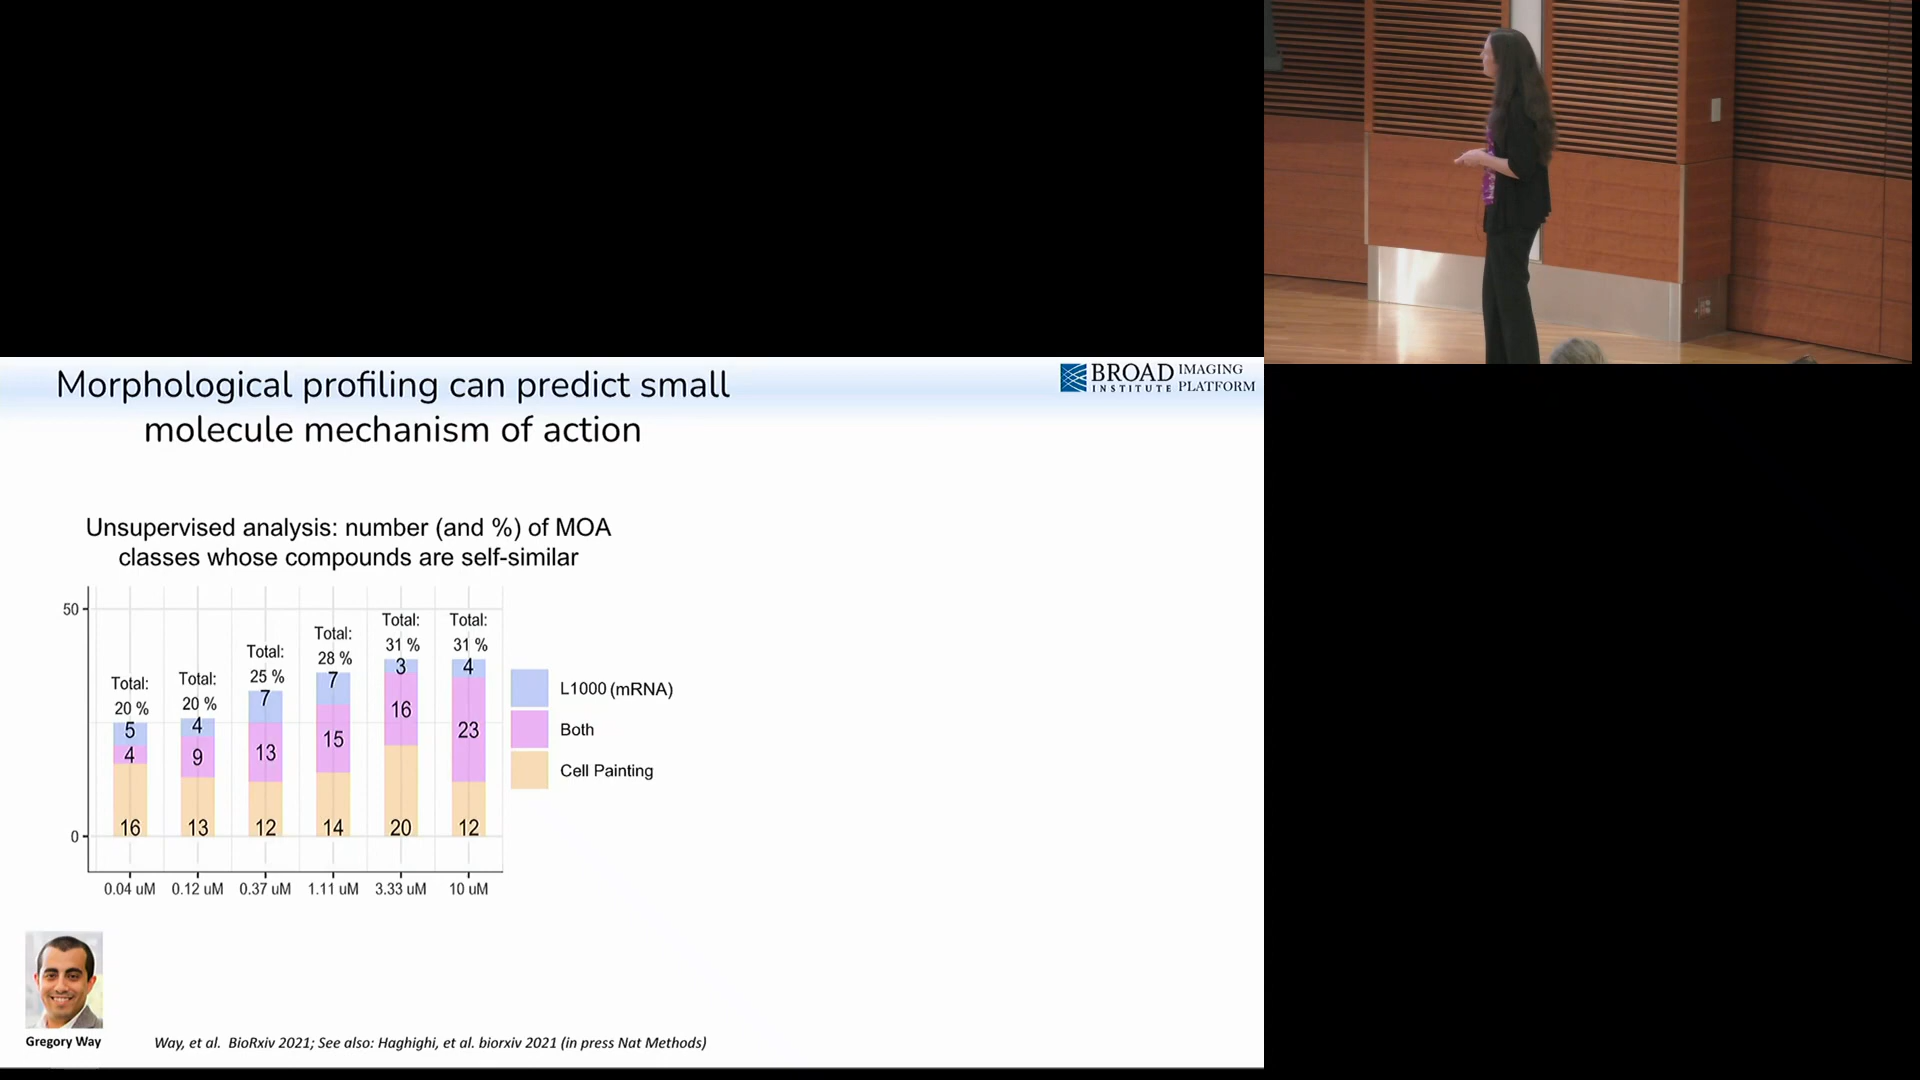 Morphological profiling can predict small
molecule mechanism of action
BROAD
INSTITUTE
IMAGING
PLATFORM
Unsupervised analysis: number (and %) of MOA
classes whose compounds are self-similar
50
0
Total:
20 %
5
4
16
Total:
20 %
4
9
13
Total:
25 %
7
13
12
Total:
28 %
7
15
14
Total:
31 %
3
16
20
Total:
31 %
4
23
12
0.04 uM 0.12 uM 0.37 uM 1.11 uM 3.33 uM 10 uM
L1000 (mRNA)
Both
Cell Painting
Gregory Way
Way, et al. BioRxiv 2021; See also: Haghighi, et al. biorxiv 2021 (in press Nat Methods)